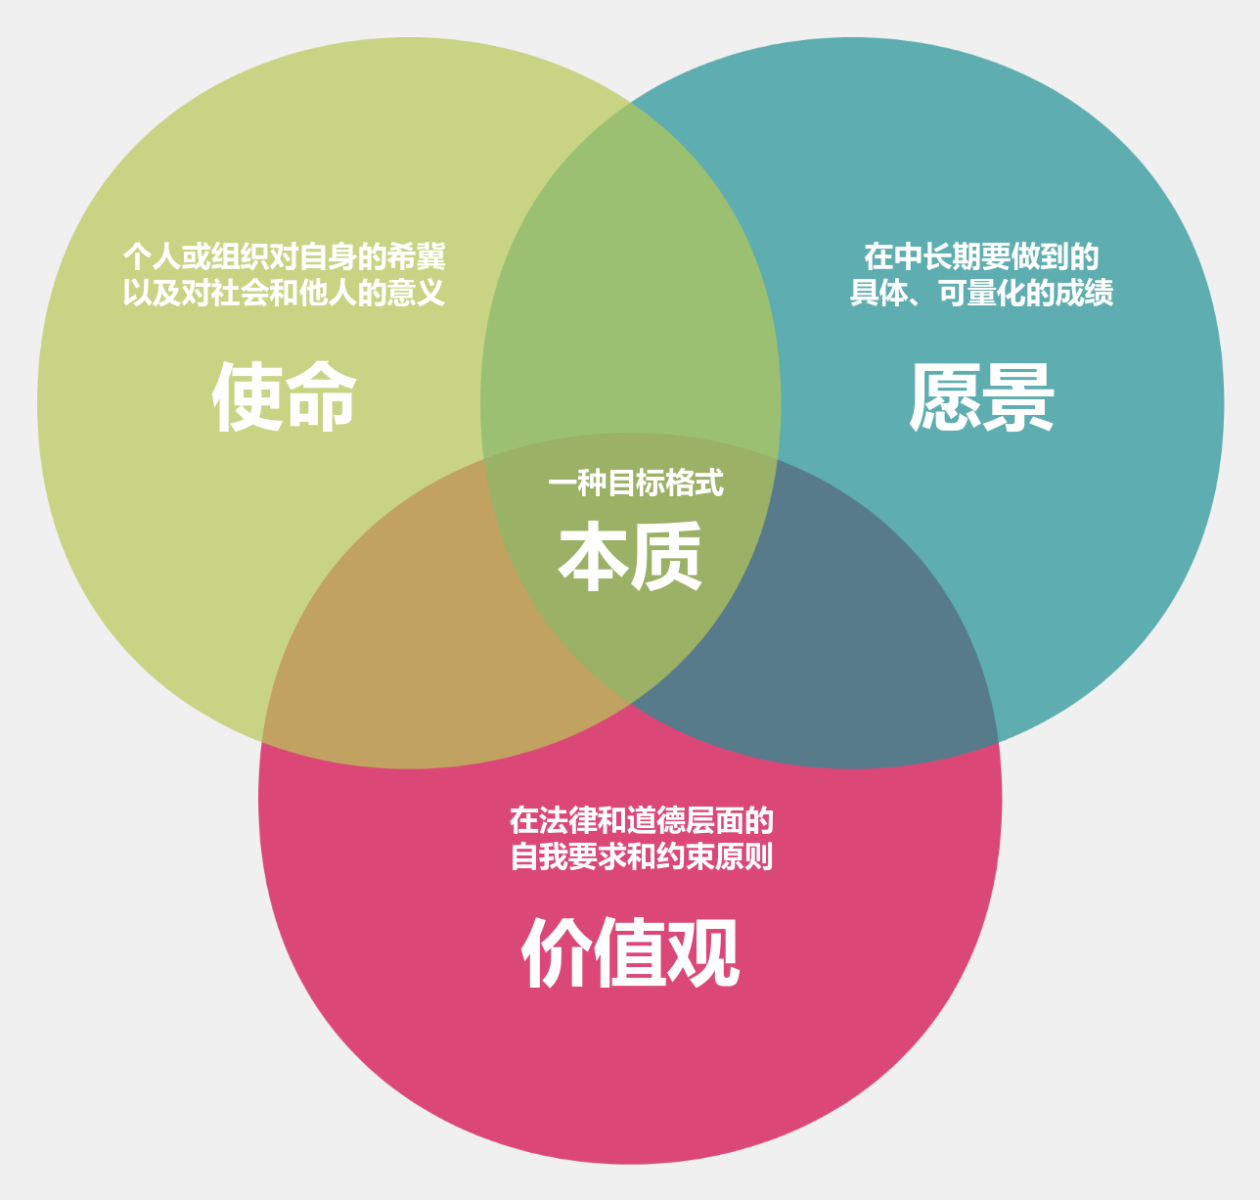 个人或组织对自身的希冀
以及对社会和他人的意义
使命
在中长期要做到的
具体、可量化的成绩
愿景
一种目标格式
本质
在法律和道德层面的
自我要求和约束原则
价值观